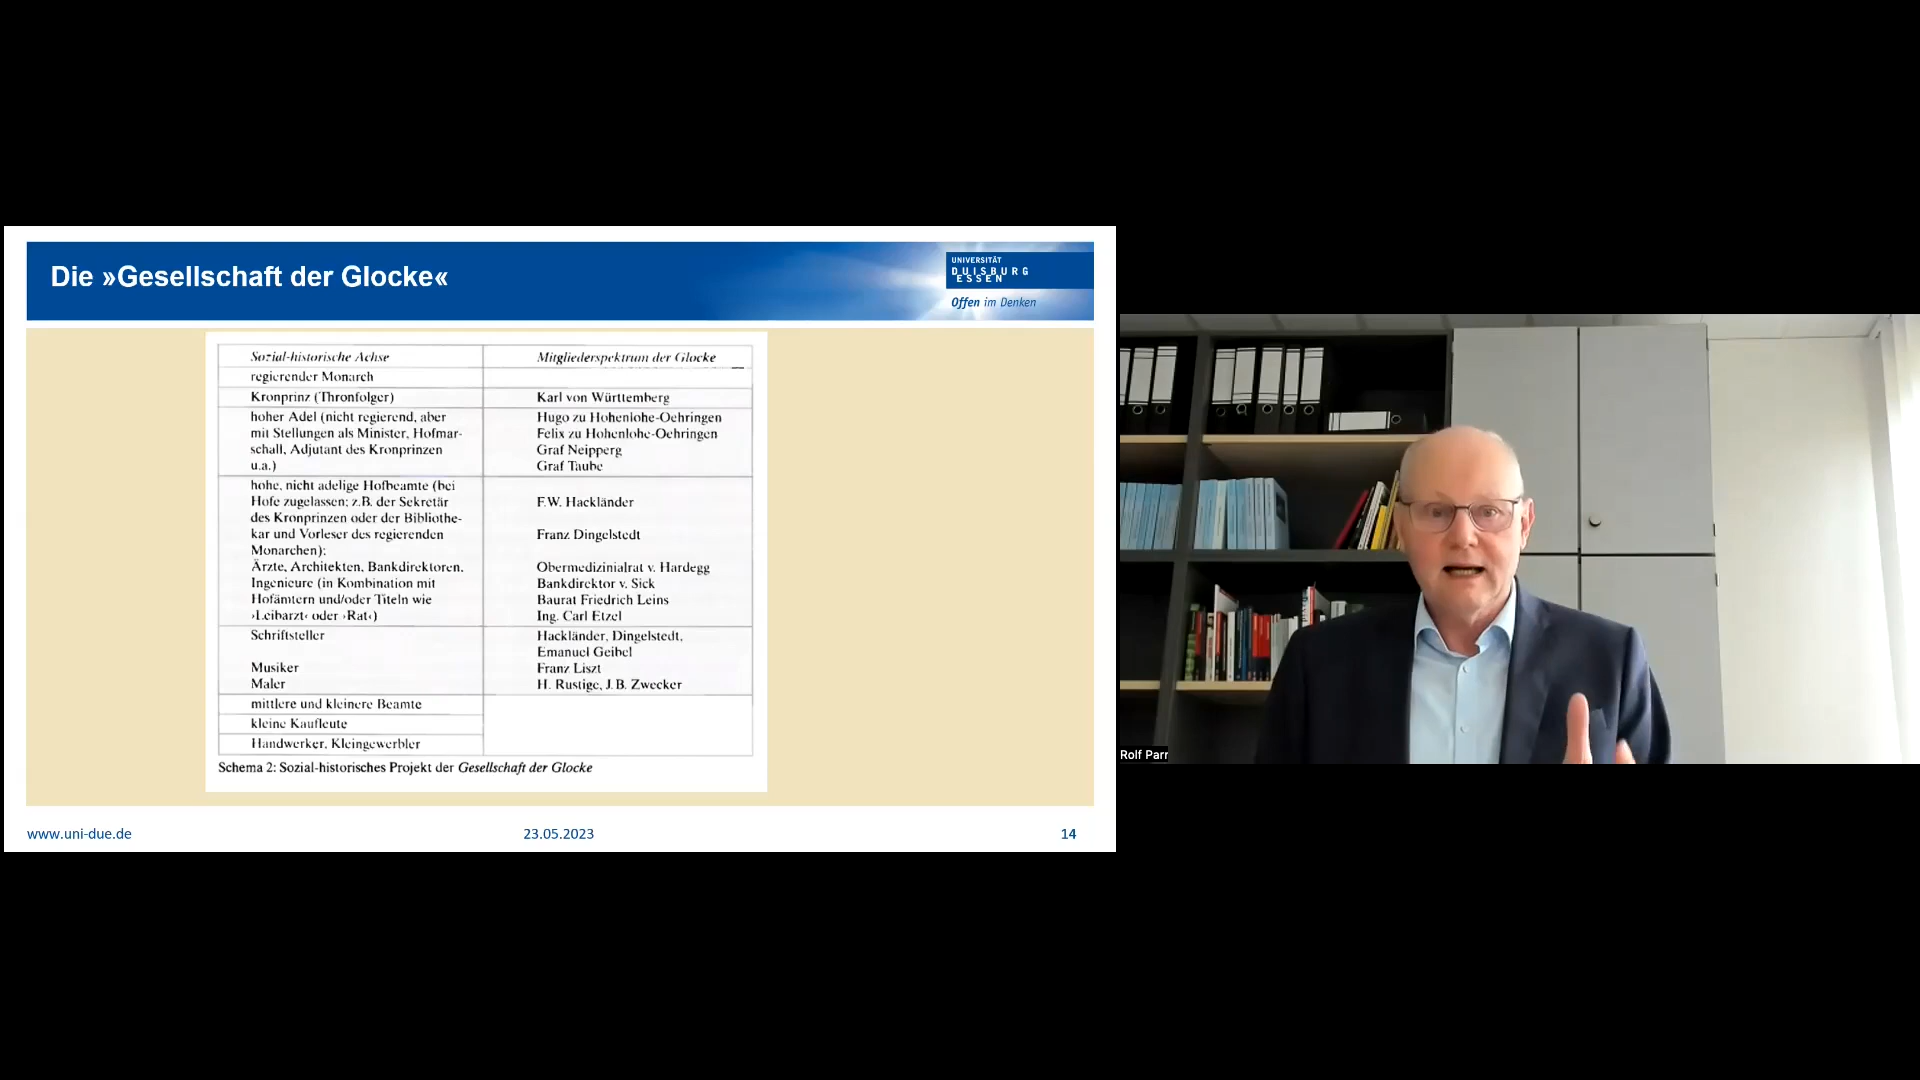 Die »Gesellschaft der Glocke«
UNIVERSITÄT
DUISBURG
ESSEN
Offen im Denken
Sozial-historische Achse
Mitgliederspektrum der Glocke
regierender Monarch
Kronprinz (Thronfolger)
Karl von Württemberg
hoher Adel (nicht regierend, aber
mit Stellungen als Minister, Hofmar-
schall, Adjutant des Kronprinzen
u.a.)
Hugo zu Hohenlohe-Oehringen
Felix zu Hohenlohe-Oehringen
Graf Neipperg
Graf Taube
hohe, nicht adelige Hofbeamte (bei
Hofe zugelassen; z.B. der Sekretär
des Kronprinzen oder der Bibliothe-
kar und Vorleser des regierenden
Monarchen);
Ärzte, Architekten, Bankdirektoren,
Ingenieure (in Kombination mit
Hofämtern und/oder Titeln wie
›Leibarzt‹ oder ›Rat‹)
F.W. Hackländer
Franz Dingelstedt
Obermedizinialrat v. Hardegg
Bankdirektor v. Sick
Baurat Friedrich Leins
Ing. Carl Etzel
Schriftsteller
Hackländer, Dingelstedt,
Emanuel Geibel
Musiker
Franz Liszt
Maler
H. Rustige, J.B. Zwecker
mittlere und kleinere Beamte
kleine Kaufleute
Handwerker, Kleingewerbler
Schema 2: Sozial-historisches Projekt der Gesellschaft der Glocke
www.uni-due.de
23.05.2023
14
Rolf Parr